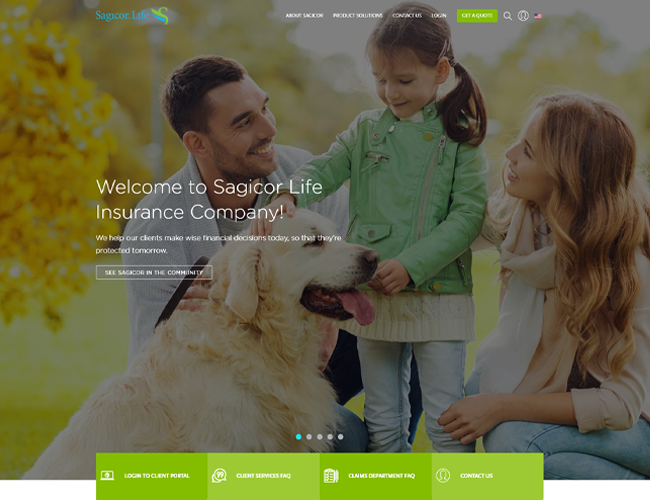 Sagicor Life
ABOUT SAGICOR PRODUCT SOLUTIONS CONTACT US LOGIN GET A QUOTE
Welcome to Sagicor Life
Insurance Company!
We help our clients make wise financial decisions today, so that they're
protected tomorrow.
SEE SAGICOR IN THE COMMUNITY
LOGIN TO CLIENT PORTAL CLIENT SERVICES FAQ CLAIMS DEPARTMENT FAQ CONTACT US